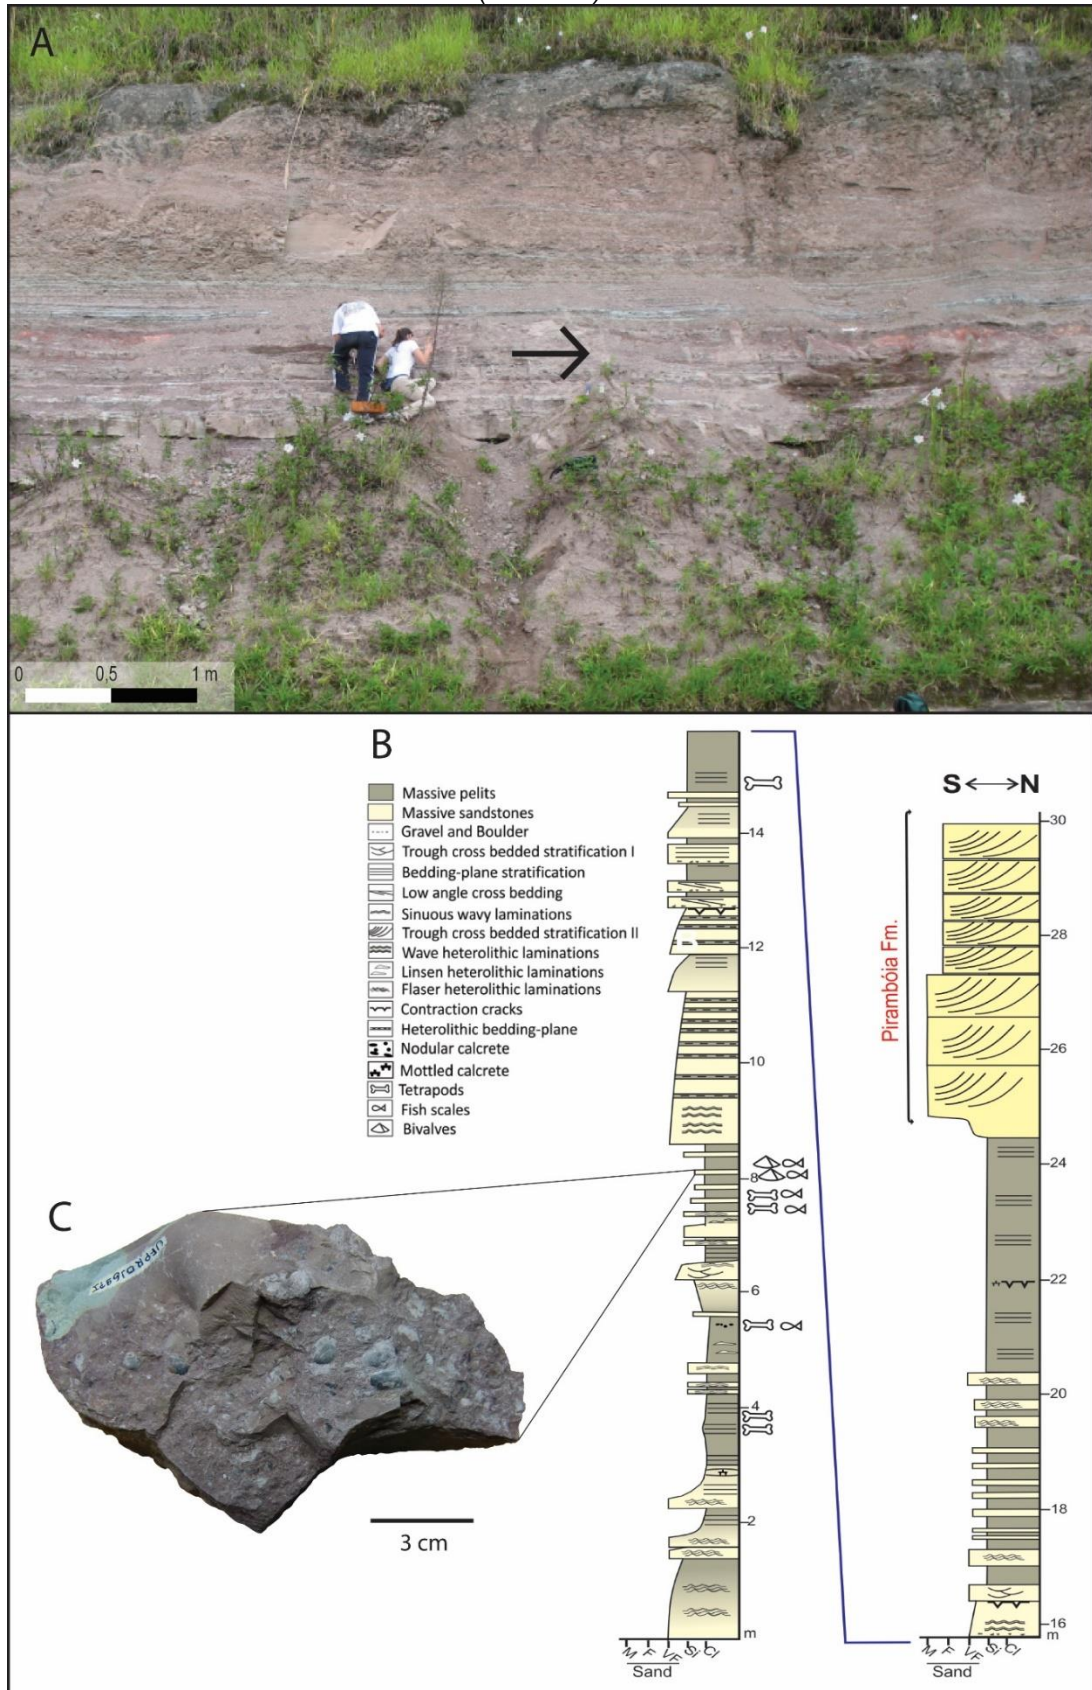 A
0 0,5 1 m
B
Massive pelits
Massive sandstones
Gravel and Boulder
Trough cross bedded stratification I
Bedding-plane stratification
Low angle cross bedding
Sinuous wavy laminations
Trough cross bedded stratification II
Wave heterolithic laminations
Linsen heterolithic laminations
Flaser heterolithic laminations
Contraction cracks
Heterolithic bedding-plane
Nodular calcrete
Mottled calcrete
Tetrapods
Fish scales
Bivalves
14
12
10
8
6
4
2
m
M F VF Si Cl
Sand
S N
Pirambóia Fm.
30
28
26
24
22
20
18
16
m
M F VF Si Cl
Sand
C
3 cm